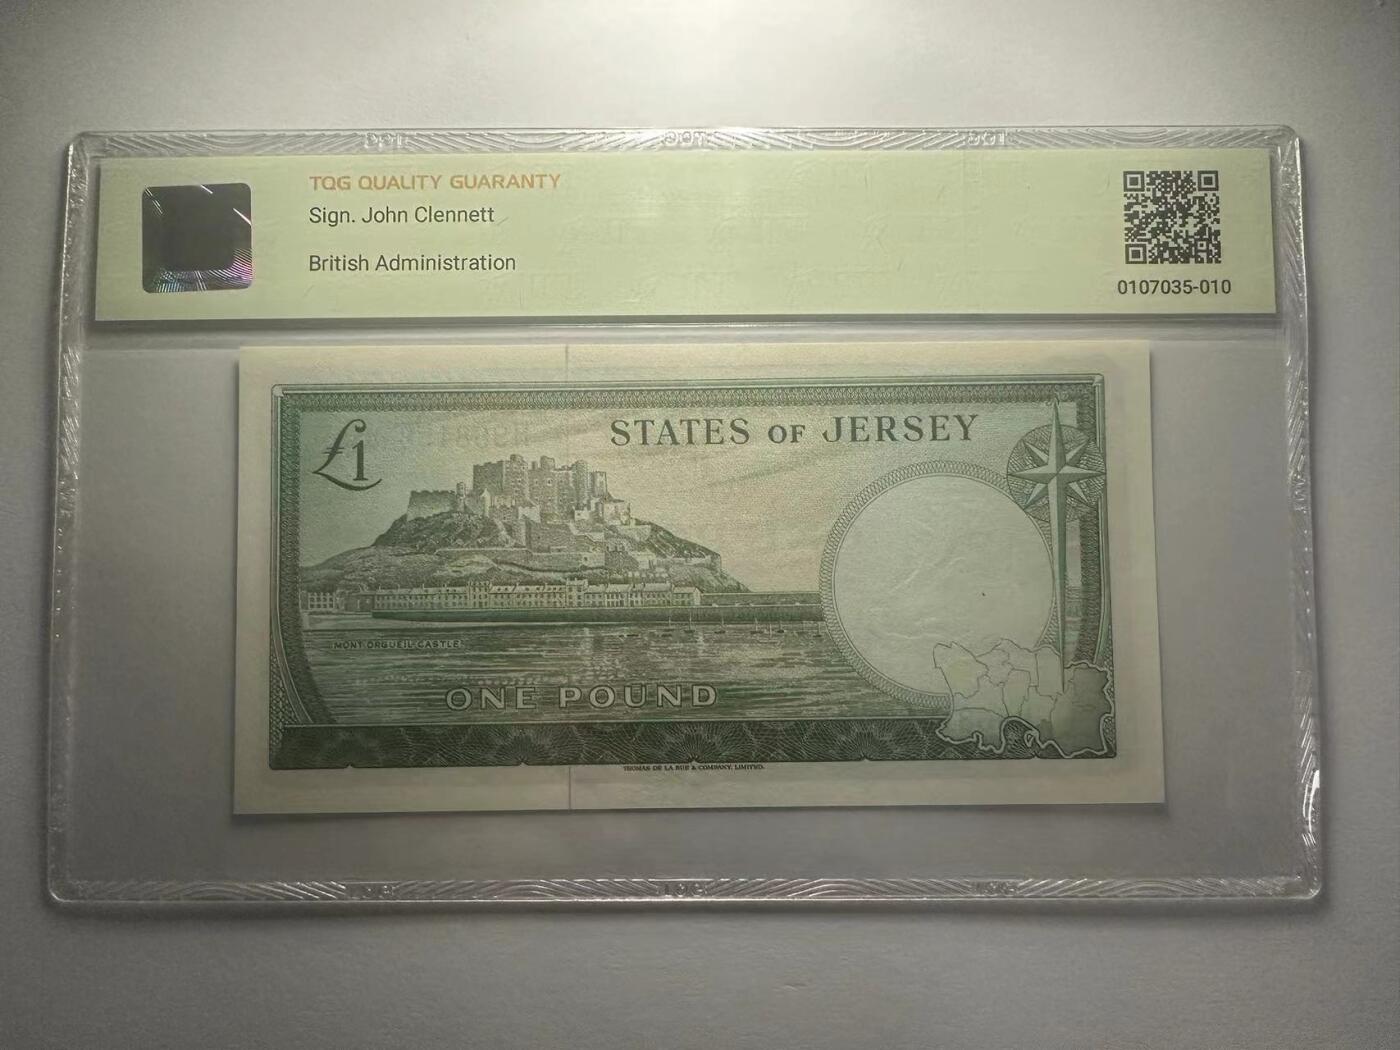 TQG QUALITY GUARANTY
Sign. John Clennett
British Administration
0107035-010
£1
STATES OF JERSEY
MONT ORGUEIL CASTLE
ONE POUND
THOMAS DE LA RUE & COMPANY, LIMITED.